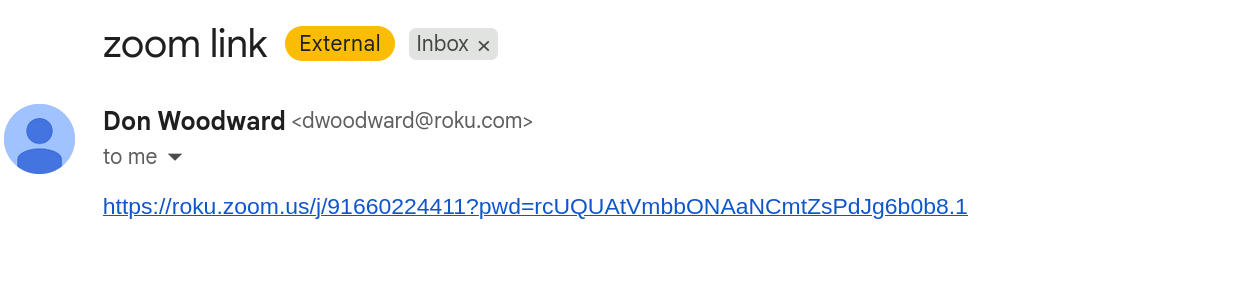 zoom link External Inbox ×
Don Woodward <dwoodward@roku.com>
to me
https://roku.zoom.us/j/91660224411?pwd=rcUQUAtVmbbONAaNCmtZsPdJg6b0b8.1